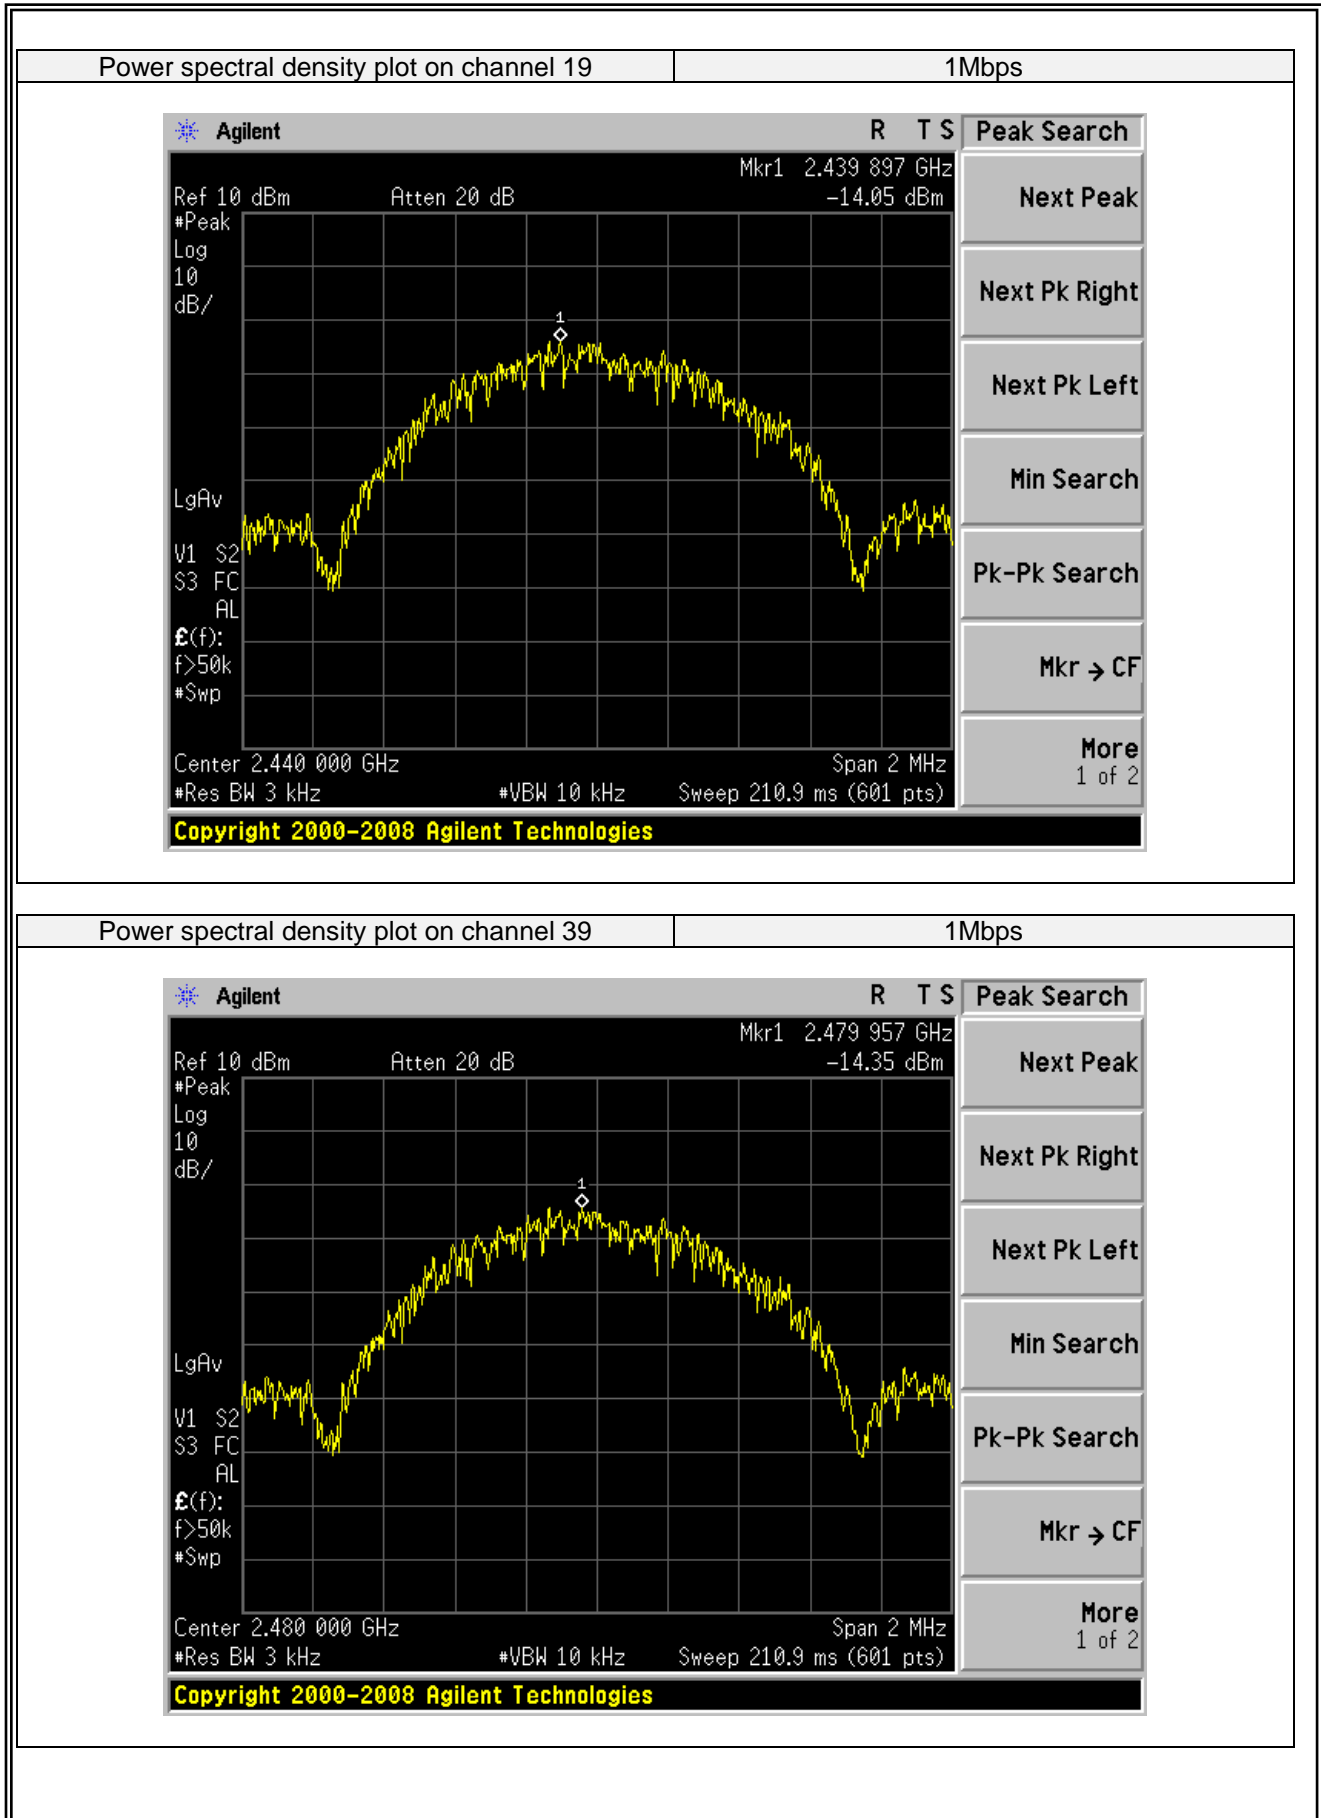 Power spectral density plot on channel 19 1Mbps
Agilent R T S Peak Search
Mkr1 2.439 897 GHz
Ref 10 dBm Atten 20 dB -14.05 dBm
Next Peak
#Peak
Log
10
dB/
Next Pk Right
1
Next Pk Left
Min Search
LgAv
V1 S2
S3 FC
AL
Pk-Pk Search
£(f):
f>50k
#Swp
Mkr → CF
Center 2.440 000 GHz Span 2 MHz
#Res BW 3 kHz #VBW 10 kHz Sweep 210.9 ms (601 pts)
More
1 of 2
Copyright 2000-2008 Agilent Technologies
Power spectral density plot on channel 39 1Mbps
Agilent R T S Peak Search
Mkr1 2.479 957 GHz
Ref 10 dBm Atten 20 dB -14.35 dBm
Next Peak
#Peak
Log
10
dB/
Next Pk Right
1
Next Pk Left
Min Search
LgAv
V1 S2
S3 FC
AL
Pk-Pk Search
£(f):
f>50k
#Swp
Mkr → CF
Center 2.480 000 GHz Span 2 MHz
#Res BW 3 kHz #VBW 10 kHz Sweep 210.9 ms (601 pts)
More
1 of 2
Copyright 2000-2008 Agilent Technologies